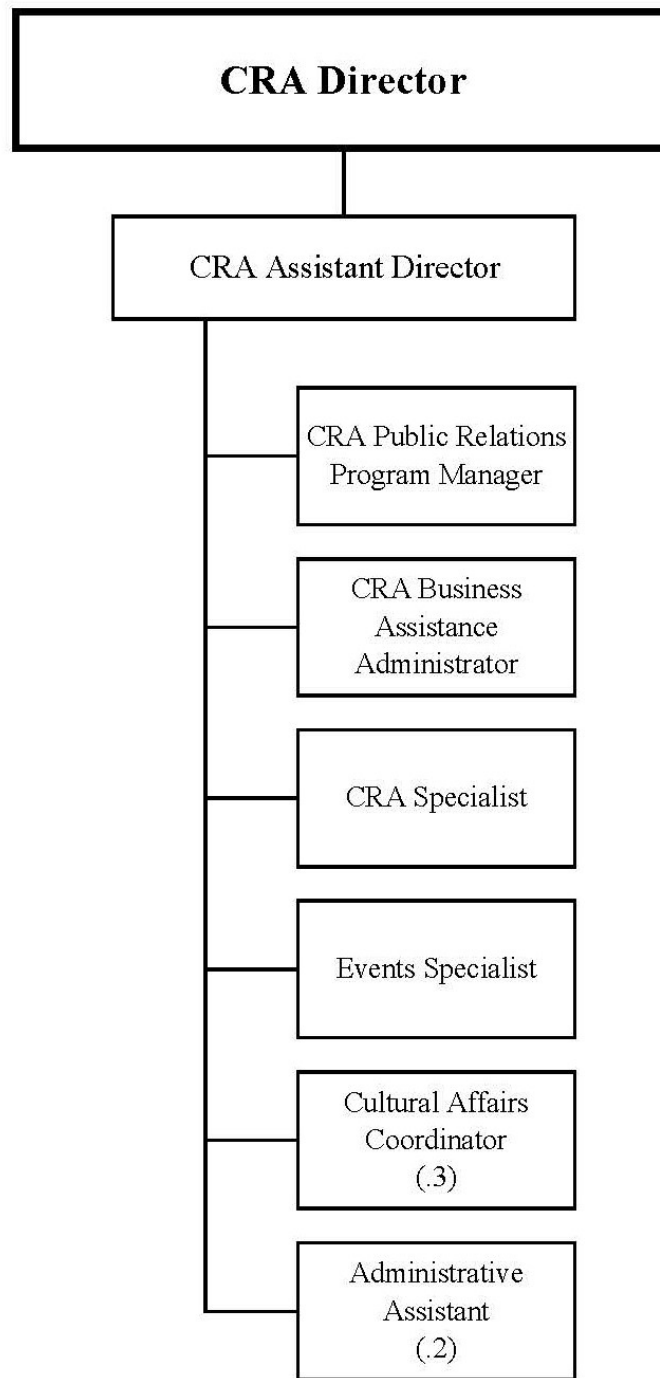 CRA Director
CRA Assistant Director
CRA Public Relations
Program Manager
CRA Business
Assistance
Administrator
CRA Specialist
Events Specialist
Cultural Affairs
Coordinator
(.3)
Administrative
Assistant
(.2)